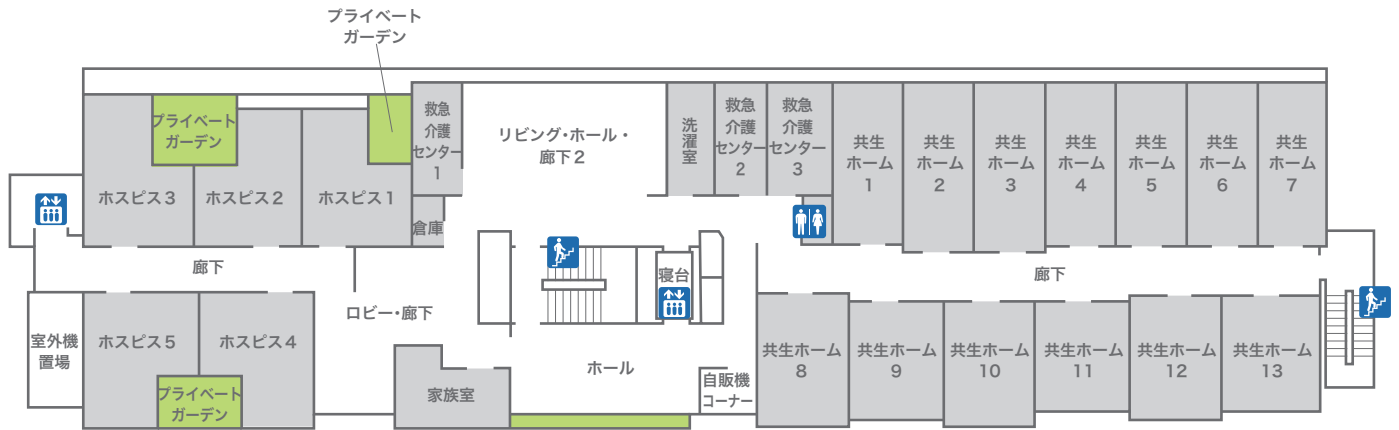 プライベート
ガーデン
プライベート
ガーデン
救急
介護
センター
1
リビング・ホール・
廊下2
洗
濯
室
救急
介護
センター
2
救急
介護
センター
3
共生
ホーム
1
共生
ホーム
2
共生
ホーム
3
共生
ホーム
4
共生
ホーム
5
共生
ホーム
6
共生
ホーム
7
ホスピス3
ホスピス2
ホスピス1
倉庫
廊下
寝台
廊下
ロビー・廊下
室外機
置場
ホスピス5
ホスピス4
プライベート
ガーデン
家族室
ホール
自販機
コーナー
共生ホーム
8
共生ホーム
9
共生ホーム
10
共生ホーム
11
共生ホーム
12
共生ホーム
13